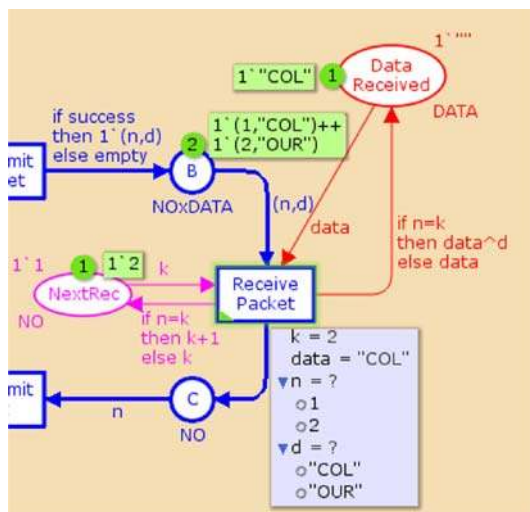 1`""
1`"COL"
1
Data
Received
DATA
if success
then 1`(n,d)
else empty
2
1`(1,"COL")++
1`(2,"OUR")
mit
et
B
NOxDATA
(n,d)
data
if n=k
then data^d
else data
1`1
1
1`2
k
NextRec
NO
Receive
Packet
if n=k
then k+1
else k
k = 2
data = "COL"
n = ?
1
2
d = ?
"COL"
"OUR"
mit
n
C
NO